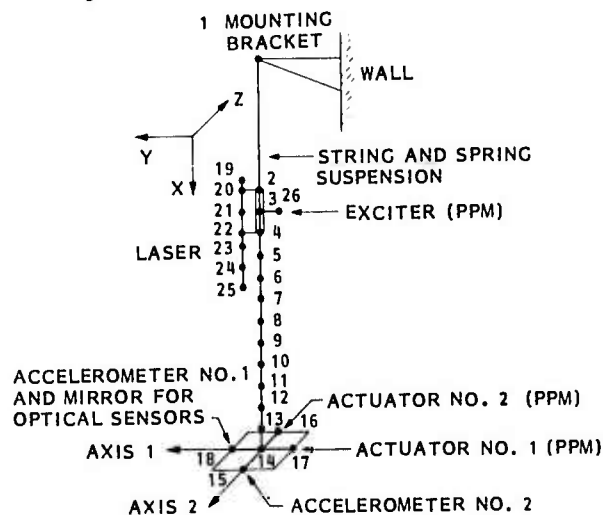 1 MOUNTING
BRACKET
WALL
Z
Y
X
STRING AND SPRING
SUSPENSION
19
20
21
22
23
24
25
2
3
26
4
5
6
7
8
9
10
11
12
13
16
EXCITER (PPM)
LASER
ACCELEROMETER NO.1
AND MIRROR FOR
OPTICAL SENSORS
ACTUATOR NO. 2 (PPM)
AXIS 1
18
14
17
ACTUATOR NO. 1 (PPM)
15
AXIS 2
ACCELEROMETER NO. 2